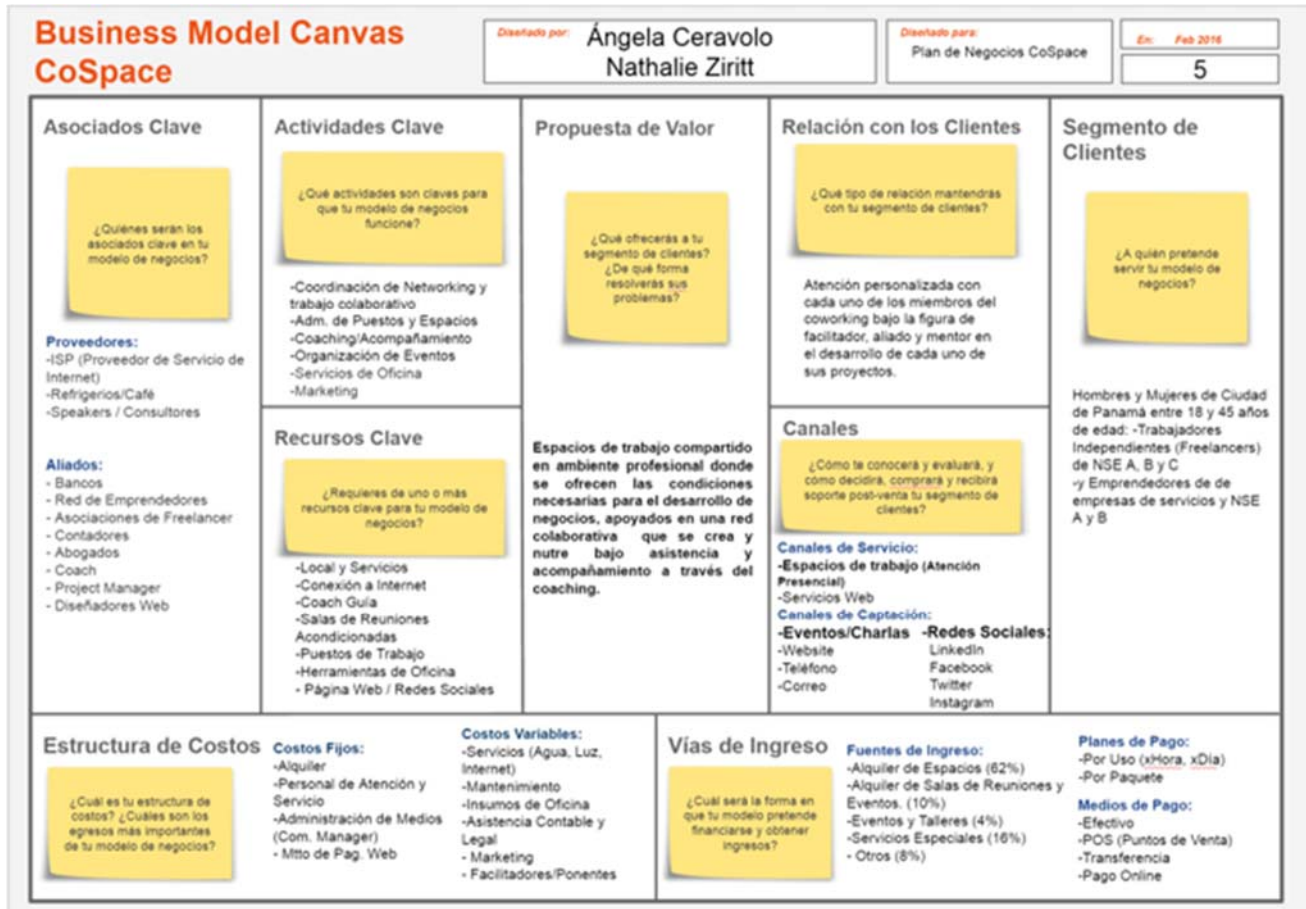 Business Model Canvas
CoSpace
Diseñado por:
Ángela Ceravolo
Nathalie Ziritt
Diseñado para:
Plan de Negocios CoSpace
En: Feb 2016
5
Asociados Clave
¿Quiénes serán los
asociados clave en tu
modelo de negocios?
Proveedores:
-ISP (Proveedor de Servicio de
Internet)
-Refrigerios/Café
-Speakers / Consultores
Aliados:
- Bancos
- Red de Emprendedores
- Asociaciones de Freelancer
- Contadores
- Abogados
- Coach
- Project Manager
- Diseñadores Web
Actividades Clave
¿Qué actividades son claves para
que tu modelo de negocios
funcione?
-Coordinación de Networking y
trabajo colaborativo
-Adm. de Puestos y Espacios
-Coaching/Acompañamiento
-Organización de Eventos
-Servicios de Oficina
-Marketing
Recursos Clave
¿Requieres de uno o más
recursos clave para tu modelo de
negocios?
-Local y Servicios
-Conexión a Internet
-Coach Guía
-Salas de Reuniones
Acondicionadas
-Puestos de Trabajo
-Herramientas de Oficina
- Página Web / Redes Sociales
Propuesta de Valor
¿Qué ofrecerás a tu
segmento de clientes?
¿De qué forma
resolverás sus
problemas?
Espacios de trabajo compartido
en ambiente profesional donde
se ofrecen las condiciones
necesarias para el desarrollo de
negocios, apoyados en una red
colaborativa que se crea y
nutre bajo asistencia y
acompañamiento a través del
coaching.
Relación con los Clientes
¿Qué tipo de relación mantendrás
con tu segmento de clientes?
Atención personalizada con
cada uno de los miembros del
coworking bajo la figura de
facilitador, aliado y mentor en
el desarrollo de cada uno de
sus proyectos.
Canales
¿Cómo te conocerá y evaluará, y
cómo decidirá, comprará y recibirá
soporte post-venta tu segmento de
clientes?
Canales de Servicio:
-Espacios de trabajo (Atención
Presencial)
-Servicios Web
Canales de Captación:
-Eventos/Charlas
-Website
-Teléfono
-Correo
-Redes Sociales:
LinkedIn
Facebook
Twitter
Instagram
Segmento de
Clientes
¿A quién pretende
servir tu modelo de
negocios?
Hombres y Mujeres de Ciudad
de Panamá entre 18 y 45 años
de edad: -Trabajadores
Independientes (Freelancers)
de NSE A, B y C
-y Emprendedores de de
empresas de servicios y NSE
A y B
Estructura de Costos
¿Cuál es tu estructura de
costos? ¿Cuáles son los
egresos más importantes
de tu modelo de negocios?
Costos Fijos:
-Alquiler
-Personal de Atención y
Servicio
-Administración de Medios
(Com. Manager)
- Mtto de Pag. Web
Costos Variables:
-Servicios (Agua, Luz,
Internet)
-Mantenimiento
-Insumos de Oficina
-Asistencia Contable y
Legal
- Marketing
- Facilitadores/Ponentes
Vías de Ingreso
¿Cuál será la forma en
que tu modelo pretende
financiarse y obtener
ingresos?
Fuentes de Ingreso:
-Alquiler de Espacios (62%)
-Alquiler de Salas de Reuniones y
Eventos. (10%)
-Eventos y Talleres (4%)
-Servicios Especiales (16%)
- Otros (8%)
Planes de Pago:
-Por Uso (xHora, xDía)
-Por Paquete
Medios de Pago:
-Efectivo
-POS (Puntos de Venta)
-Transferencia
-Pago Online